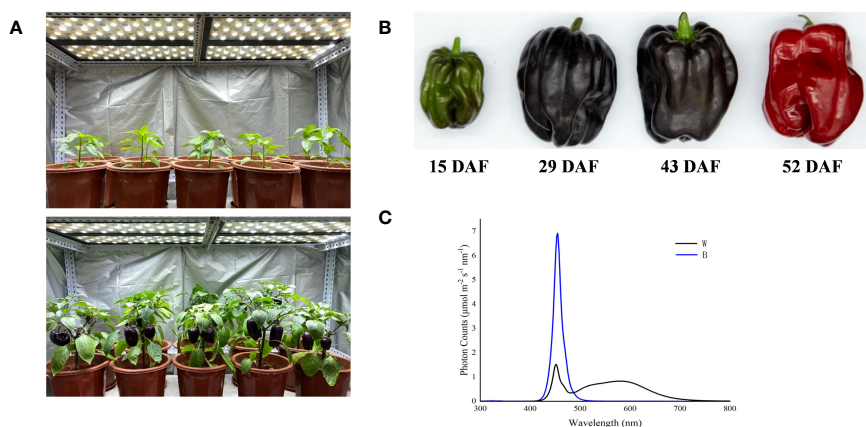 A
B
15 DAF
29 DAF
43 DAF
52 DAF
C
Photon Counts (μmol m⁻² s⁻¹ nm⁻¹)
7
6
5
4
3
2
1
0
W
B
300
400
500
600
700
800
Wavelength (nm)